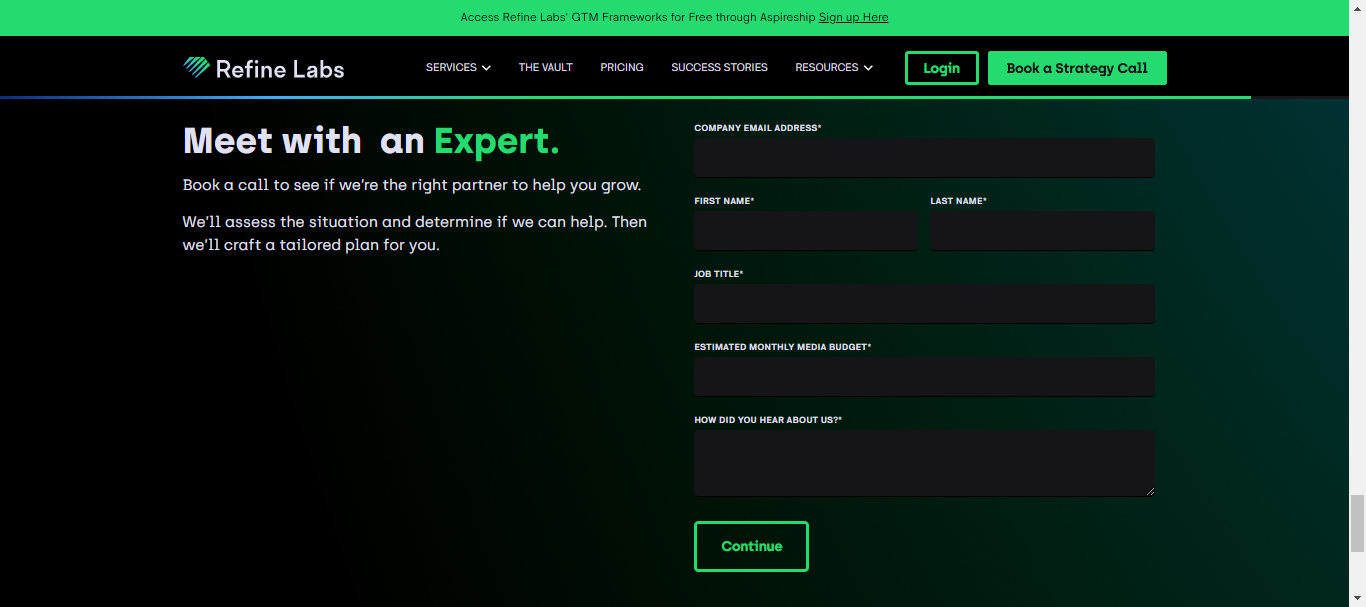 Access Refine Labs' GTM Frameworks for Free through Aspireship Sign up Here
Refine Labs
SERVICES
THE VAULT
PRICING
SUCCESS STORIES
RESOURCES
Login
Book a Strategy Call
Meet with an Expert.
Book a call to see if we're the right partner to help you grow.
We'll assess the situation and determine if we can help. Then
we'll craft a tailored plan for you.
COMPANY EMAIL ADDRESS*
FIRST NAME*
LAST NAME*
JOB TITLE*
ESTIMATED MONTHLY MEDIA BUDGET*
HOW DID YOU HEAR ABOUT US?*
Continue